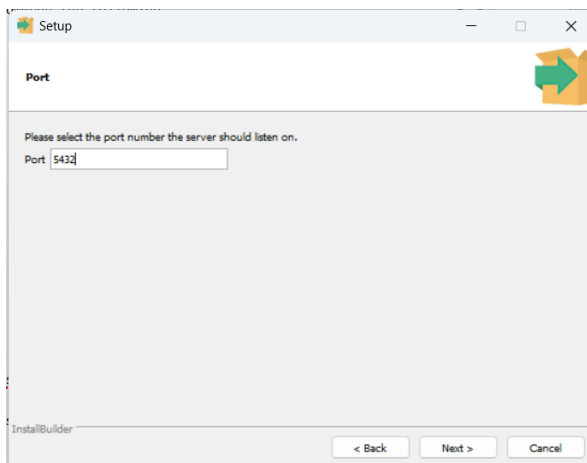 Setup
Port
Please select the port number the server should listen on.
Port 5432
InstallBuilder
< Back Next > Cancel